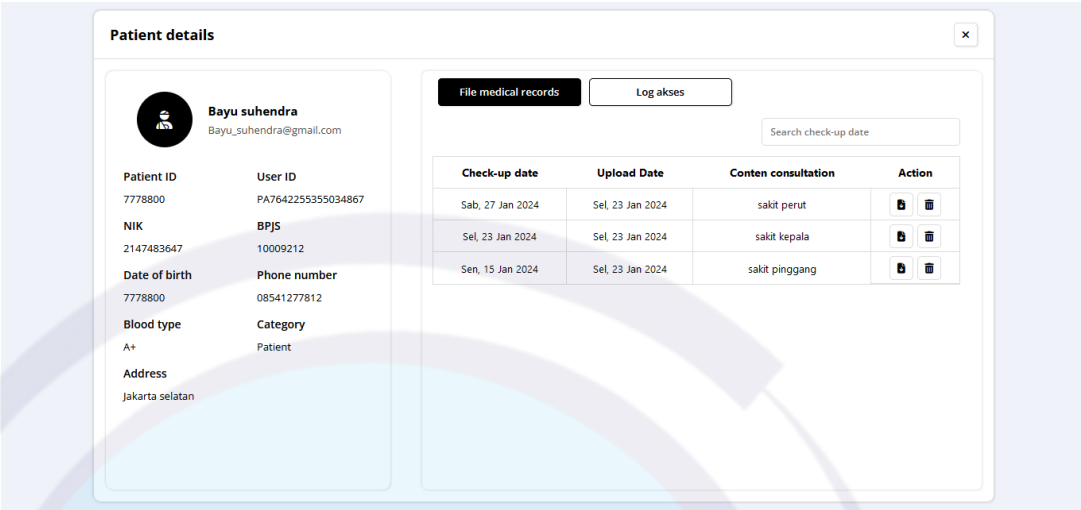 Patient details
Bayu suhendra
Bayu_suhendra@gmail.com
Patient ID User ID
7778800 PA7642255355034867
NIK BPJS
2147483647 10009212
Date of birth Phone number
7778800 08541277812
Blood type Category
A+ Patient
Address
Jakarta selatan
File medical records Log akses
Search check-up date
Check-up date Upload Date Conten consultation Action
Sab, 27 Jan 2024 Sel, 23 Jan 2024 sakit perut
Sel, 23 Jan 2024 Sel, 23 Jan 2024 sakit kepala
Sen, 15 Jan 2024 Sel, 23 Jan 2024 sakit pinggang